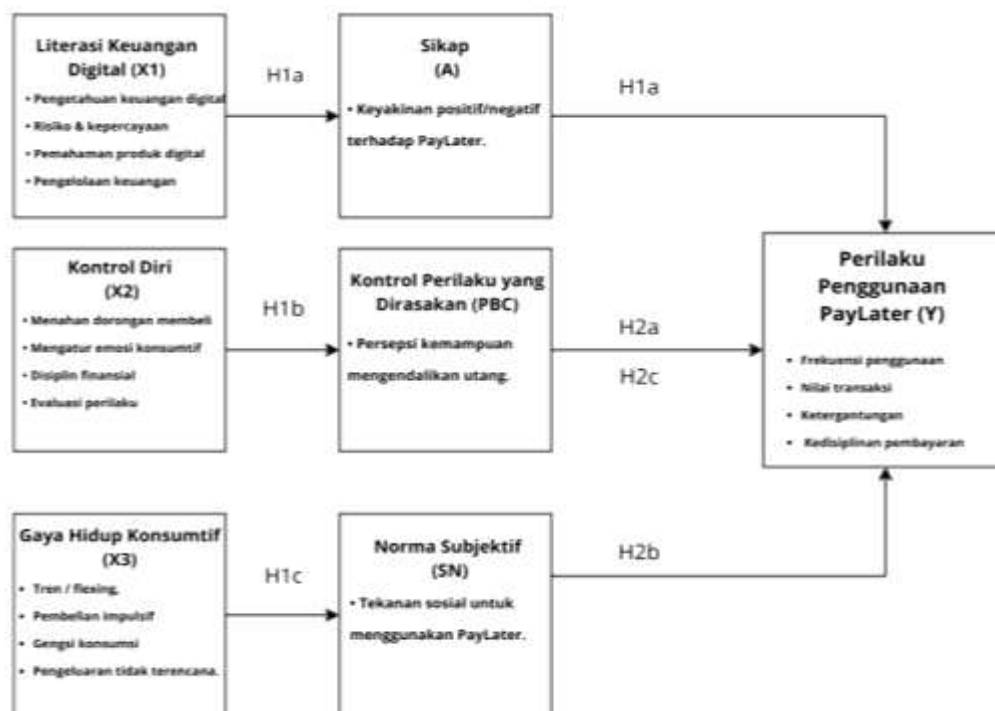 Literasi Keuangan
Digital (X1)
• Pengetahuan keuangan digital
• Risiko & kepercayaan
• Pemahaman produk digital
• Pengelolaan keuangan
H1a
Sikap
(A)
• Keyakinan positif/negatif
terhadap PayLater.
H1a
Kontrol Diri
(X2)
• Menahan dorongan membeli
• Mengatur emosi konsumtif
• Disiplin finansial
• Evaluasi perilaku
H1b
Kontrol Perilaku yang
Dirasakan (PBC)
• Persepsi kemampuan
mengendalikan utang.
H2a
H2c
Perilaku
Penggunaan
PayLater (Y)
• Frekuensi penggunaan
• Nilai transaksi
• Ketergantungan
• Kedisiplinan pembayaran
Gaya Hidup Konsumtif
(X3)
• Tren / flexing,
• Pembelian impulsif
• Gengsi konsumsi
• Pengeluaran tidak terencana.
H1c
Norma Subjektif
(SN)
• Tekanan sosial untuk
menggunakan PayLater.
H2b